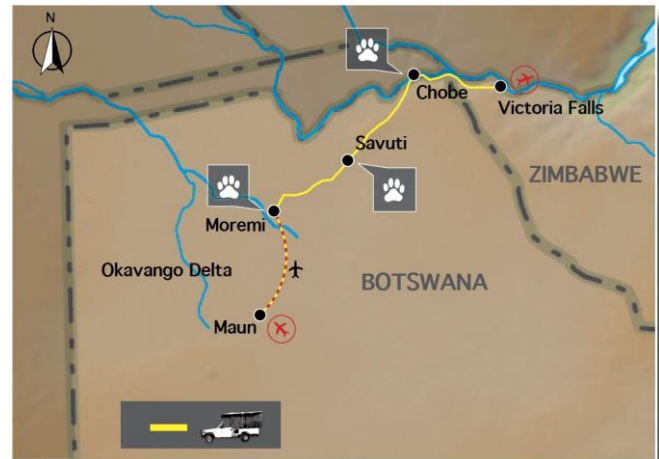 N
Chobe
Victoria Falls
Savuti
ZIMBABWE
Moremi
Okavango Delta
BOTSWANA
Maun